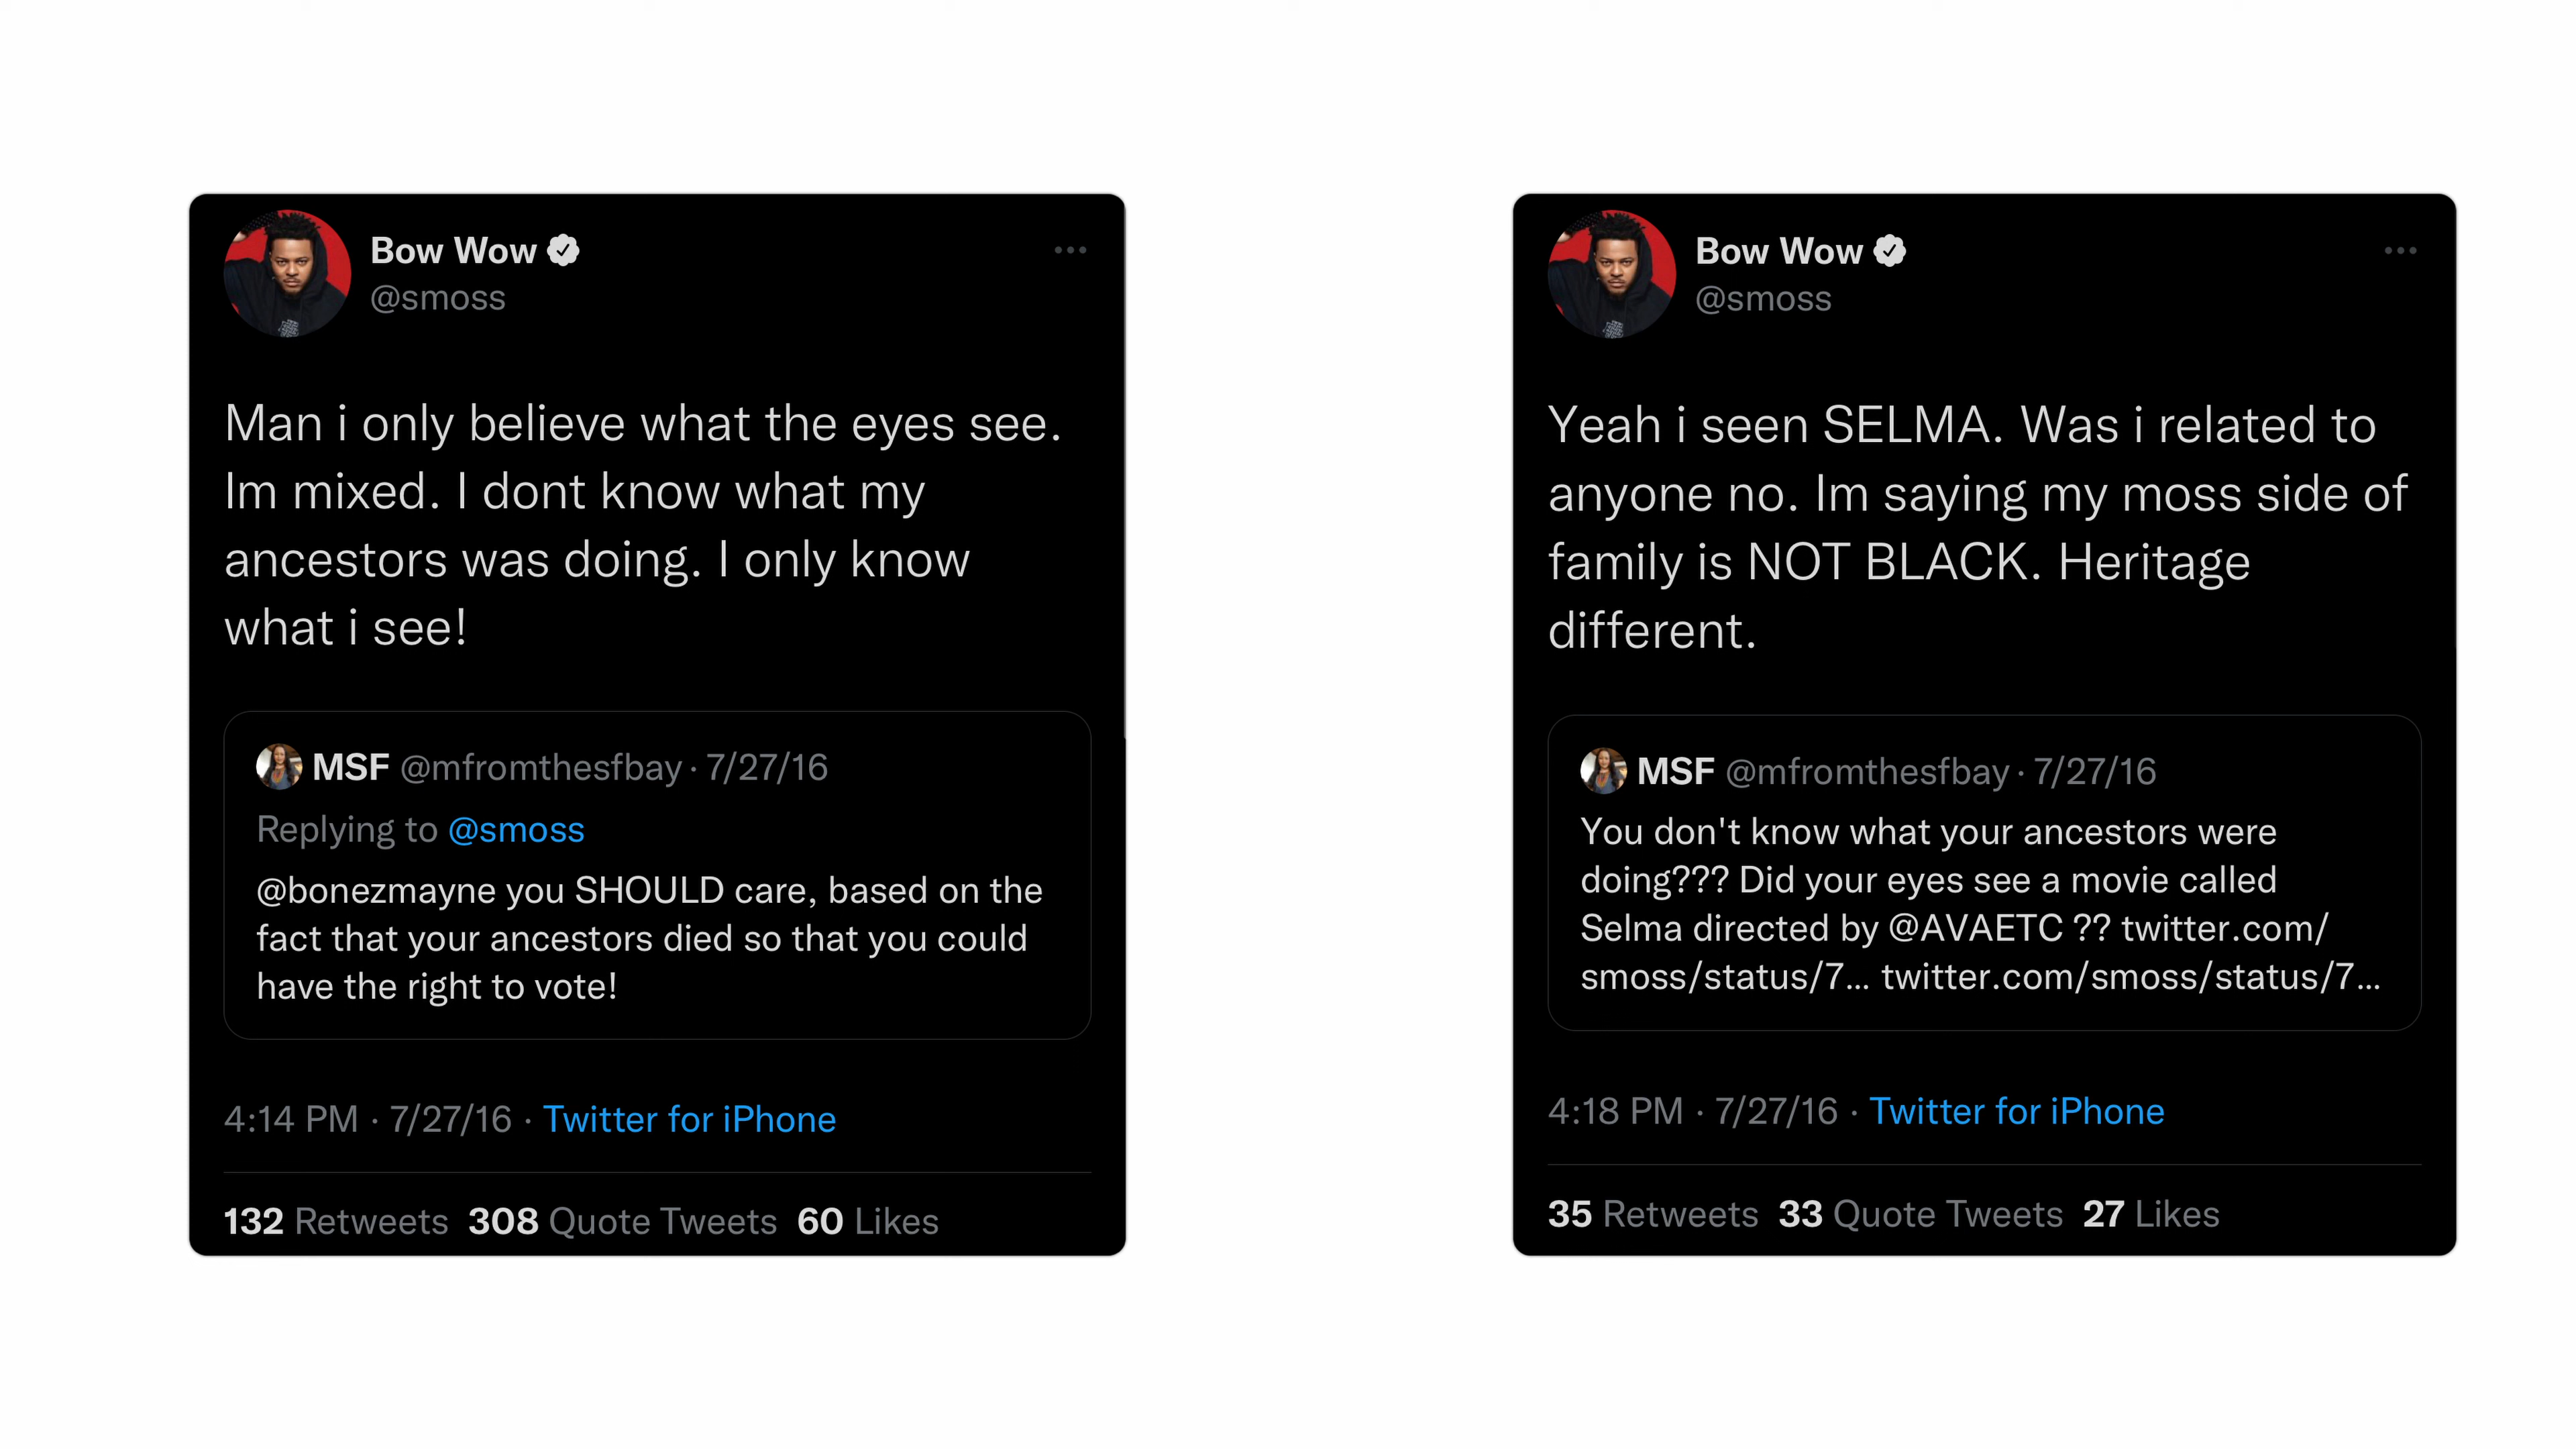 Bow Wow
@smoss
Man i only believe what the eyes see.
Im mixed. I dont know what my
ancestors was doing. I only know
what i see!
MSF @mfromthesfbay · 7/27/16
Replying to @smoss
@bonezmayne you SHOULD care, based on the
fact that your ancestors died so that you could
have the right to vote!
4:14 PM · 7/27/16 · Twitter for iPhone
132 Retweets 308 Quote Tweets 60 Likes
Bow Wow
@smoss
Yeah i seen SELMA. Was i related to
anyone no. Im saying my moss side of
family is NOT BLACK. Heritage
different.
MSF @mfromthesfbay · 7/27/16
You don't know what your ancestors were
doing??? Did your eyes see a movie called
Selma directed by @AVAETC ?? twitter.com/
smoss/status/7... twitter.com/smoss/status/7...
4:18 PM · 7/27/16 · Twitter for iPhone
35 Retweets 33 Quote Tweets 27 Likes